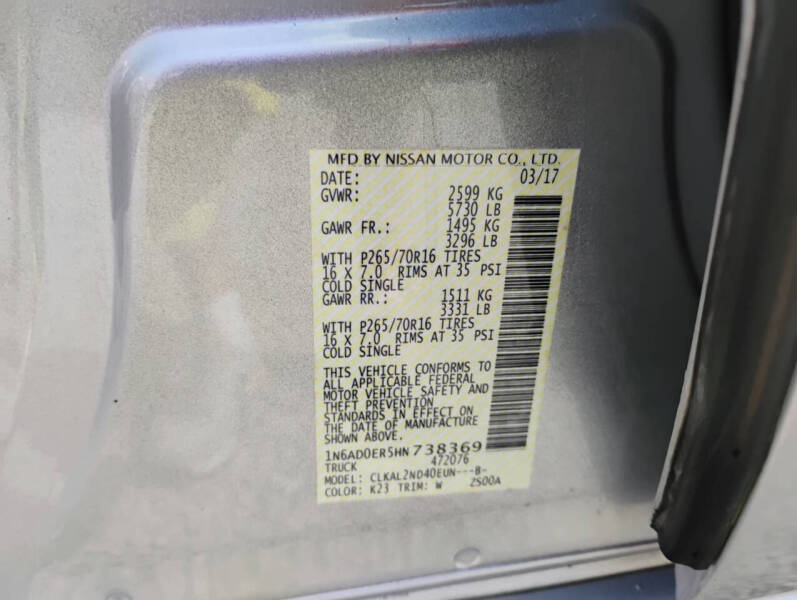 MFD BY NISSAN MOTOR CO., LTD.
DATE: 03/17
GVWR: 2599 KG
5730 LB
GAWR FR.: 1495 KG
3296 LB
WITH P265/70R16 TIRES
16 X 7.0 RIMS AT 35 PSI
COLD SINGLE
GAWR RR.: 1511 KG
3331 LB
WITH P265/70R16 TIRES
16 X 7.0 RIMS AT 35 PSI
COLD SINGLE
THIS VEHICLE CONFORMS TO
ALL APPLICABLE FEDERAL
MOTOR VEHICLE SAFETY AND
THEFT PREVENTION
STANDARDS IN EFFECT ON
THE DATE OF MANUFACTURE
SHOWN ABOVE.
1N6AD0ER5HN738369
TRUCK 472076
MODEL: CLKAL2ND40EUN---B-
COLOR: K23 TRIM: W 2S00A